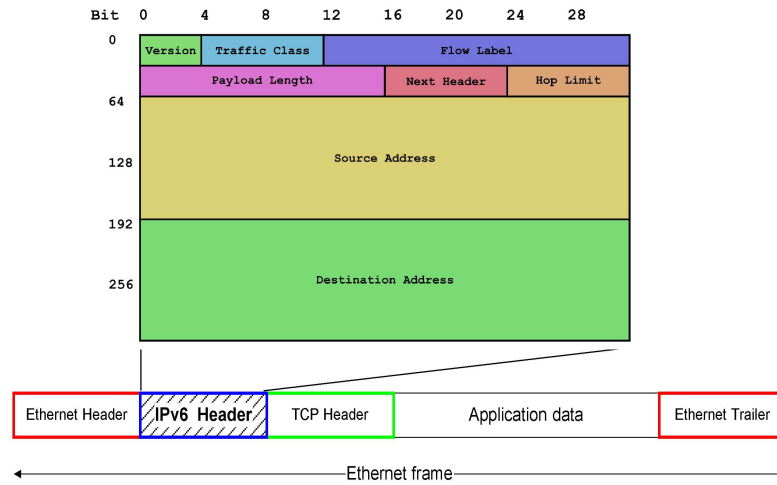 Bit 0 4 8 12 16 20 24 28
0
Version Traffic Class Flow Label
Payload Length Next Header Hop Limit
64
128 Source Address
192
256 Destination Address
Ethernet Header IPv6 Header TCP Header Application data Ethernet Trailer
Ethernet frame